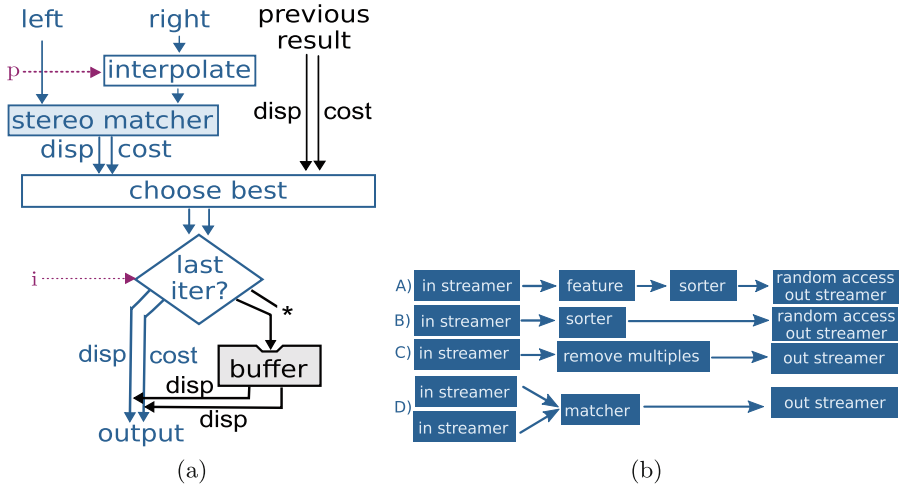 left
right
previous
result
p
interpolate
disp
cost
stereo matcher
disp
cost
choose best
last
iter?
i
*
disp
cost
buffer
disp
disp
output
(a)
A)
in streamer
feature
sorter
random access
out streamer
B)
in streamer
sorter
random access
out streamer
C)
in streamer
remove multiples
out streamer
D)
in streamer
in streamer
matcher
out streamer
(b)